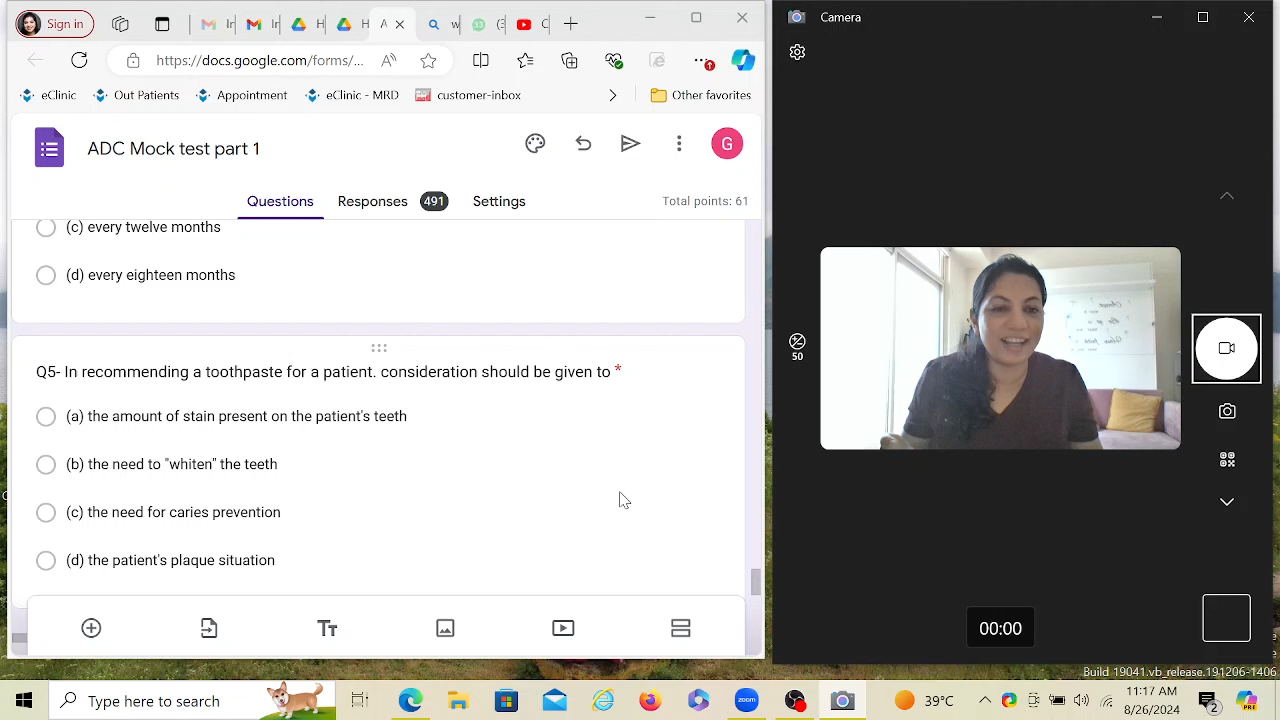 Sign in
https://docs.google.com/forms/...
eClinic
Out Patients
Appointment
eClinic - MRD
customer-inbox
Other favorites
ADC Mock test part 1
G
Questions
Responses
491
Settings
Total points: 61
(c) every twelve months
(d) every eighteen months
Q5- In recommending a toothpaste for a patient. consideration should be given to *
(a) the amount of stain present on the patient's teeth
(b) the need to "whiten" the teeth
(c) the need for caries prevention
(d) the patient's plaque situation
Camera
50
00:00
Build 19041.vb_release.191206-1406
Type here to search
zoom
39°C
11:17 AM
8/26/2024
2
PRE